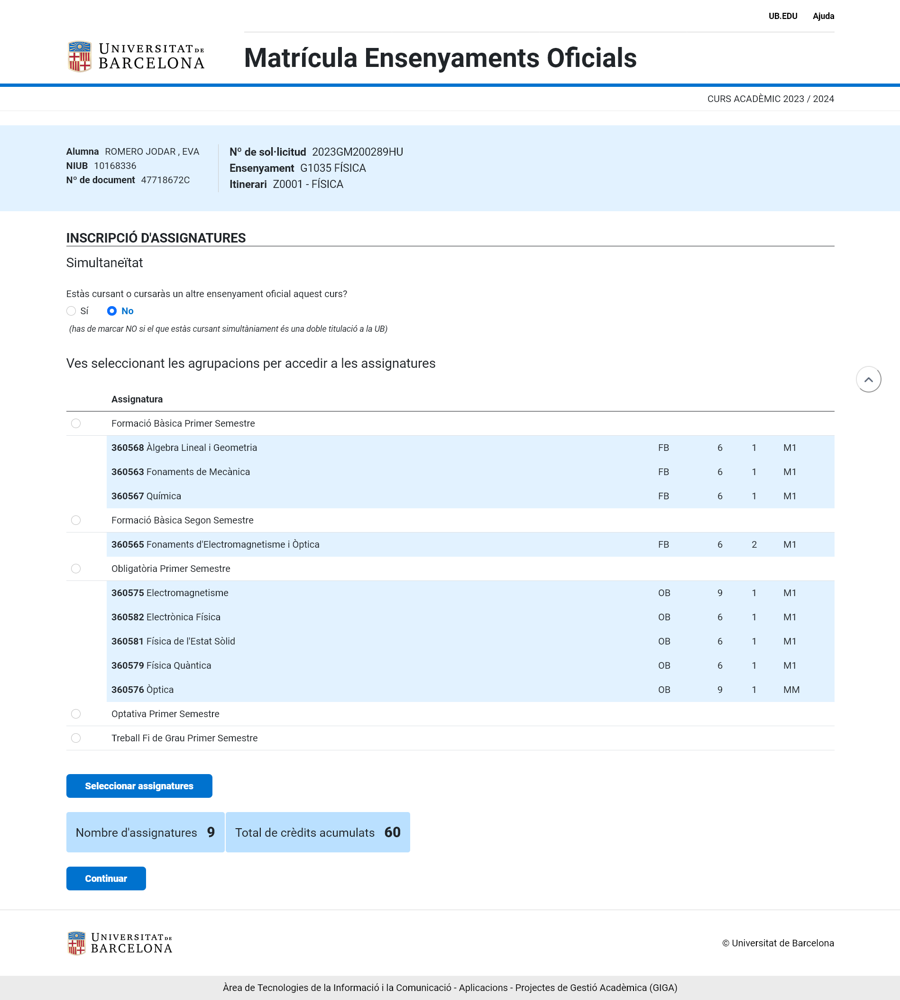 UB.EDU Ajuda
UNIVERSITAT DE
BARCELONA
Matrícula Ensenyaments Oficials
CURS ACADÈMIC 2023 / 2024
Alumna ROMERO JODAR , EVA
NIUB 10168336
Nº de document 47718672C
Nº de sol·licitud 2023GM200289HU
Ensenyament G1035 FÍSICA
Itinerari Z0001 - FÍSICA
INSCRIPCIÓ D'ASSIGNATURES
Simultaneïtat
Estàs cursant o cursaràs un altre ensenyament oficial aquest curs?
Sí No
(has de marcar NO si el que estàs cursant simultàniament és una doble titulació a la UB)
Ves seleccionant les agrupacions per accedir a les assignatures
Assignatura
Formació Bàsica Primer Semestre
360568 Àlgebra Lineal i Geometria FB 6 1 M1
360563 Fonaments de Mecànica FB 6 1 M1
360567 Química FB 6 1 M1
Formació Bàsica Segon Semestre
360565 Fonaments d'Electromagnetisme i Òptica FB 6 2 M1
Obligatòria Primer Semestre
360575 Electromagnetisme OB 9 1 M1
360582 Electrònica Física OB 6 1 M1
360581 Física de l'Estat Sòlid OB 6 1 M1
360579 Física Quàntica OB 6 1 M1
360576 Òptica OB 9 1 MM
Optativa Primer Semestre
Treball Fi de Grau Primer Semestre
Seleccionar assignatures
Nombre d'assignatures 9 Total de crèdits acumulats 60
Continuar
UNIVERSITAT DE
BARCELONA
© Universitat de Barcelona
Àrea de Tecnologies de la Informació i la Comunicació - Aplicacions - Projectes de Gestió Acadèmica (GIGA)